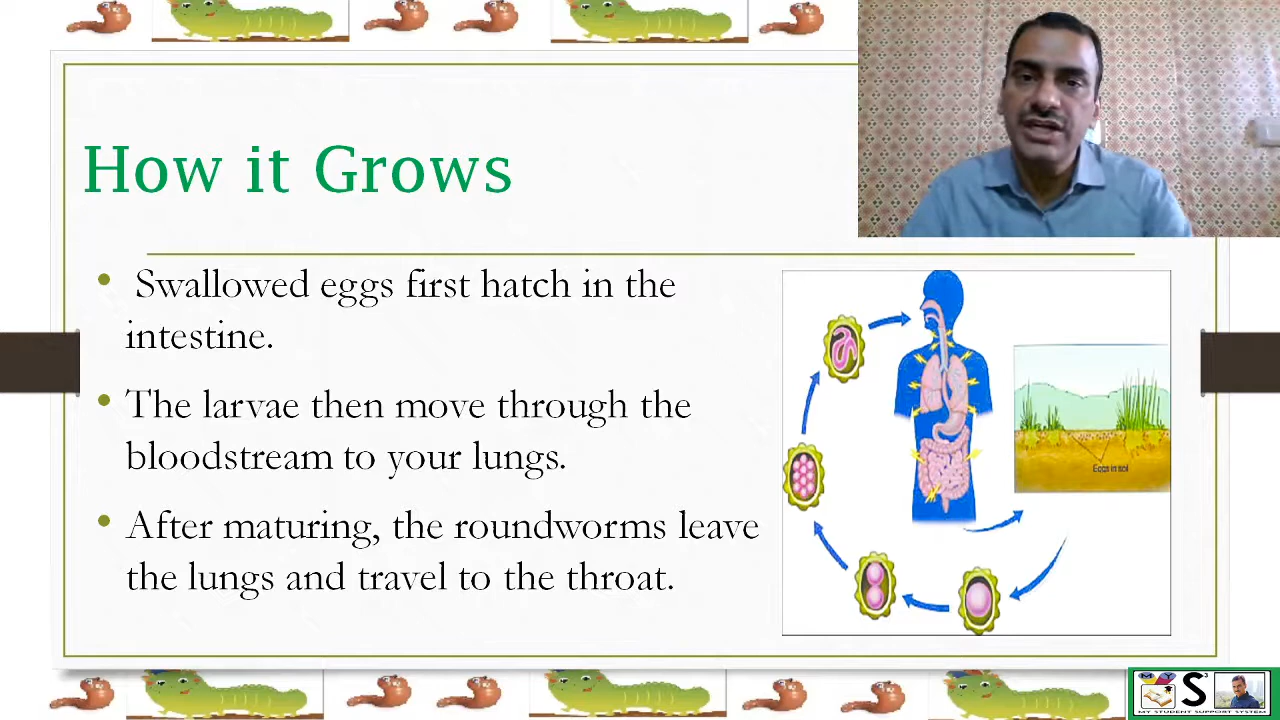 How it Grows
• Swallowed eggs first hatch in the
intestine.
• The larvae then move through the
bloodstream to your lungs.
• After maturing, the roundworms leave
the lungs and travel to the throat.
Eggs in soil
MY S³
MY STUDENT SUPPORT SYSTEM